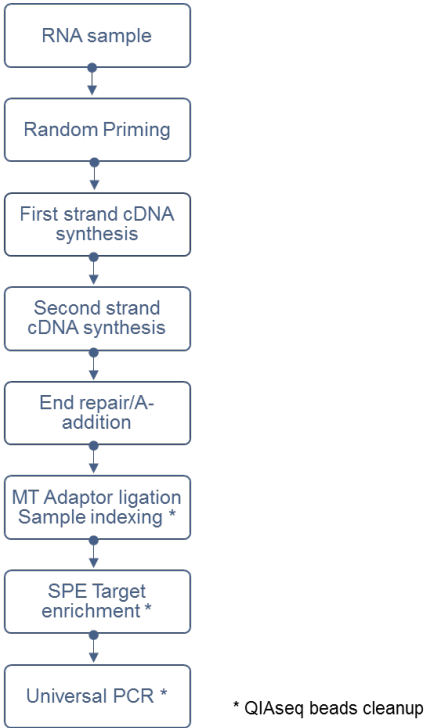 RNA sample
Random Priming
First strand cDNA
synthesis
Second strand
cDNA synthesis
End repair/A-
addition
MT Adaptor ligation
Sample indexing *
SPE Target
enrichment *
Universal PCR *
* QIAseq beads cleanup